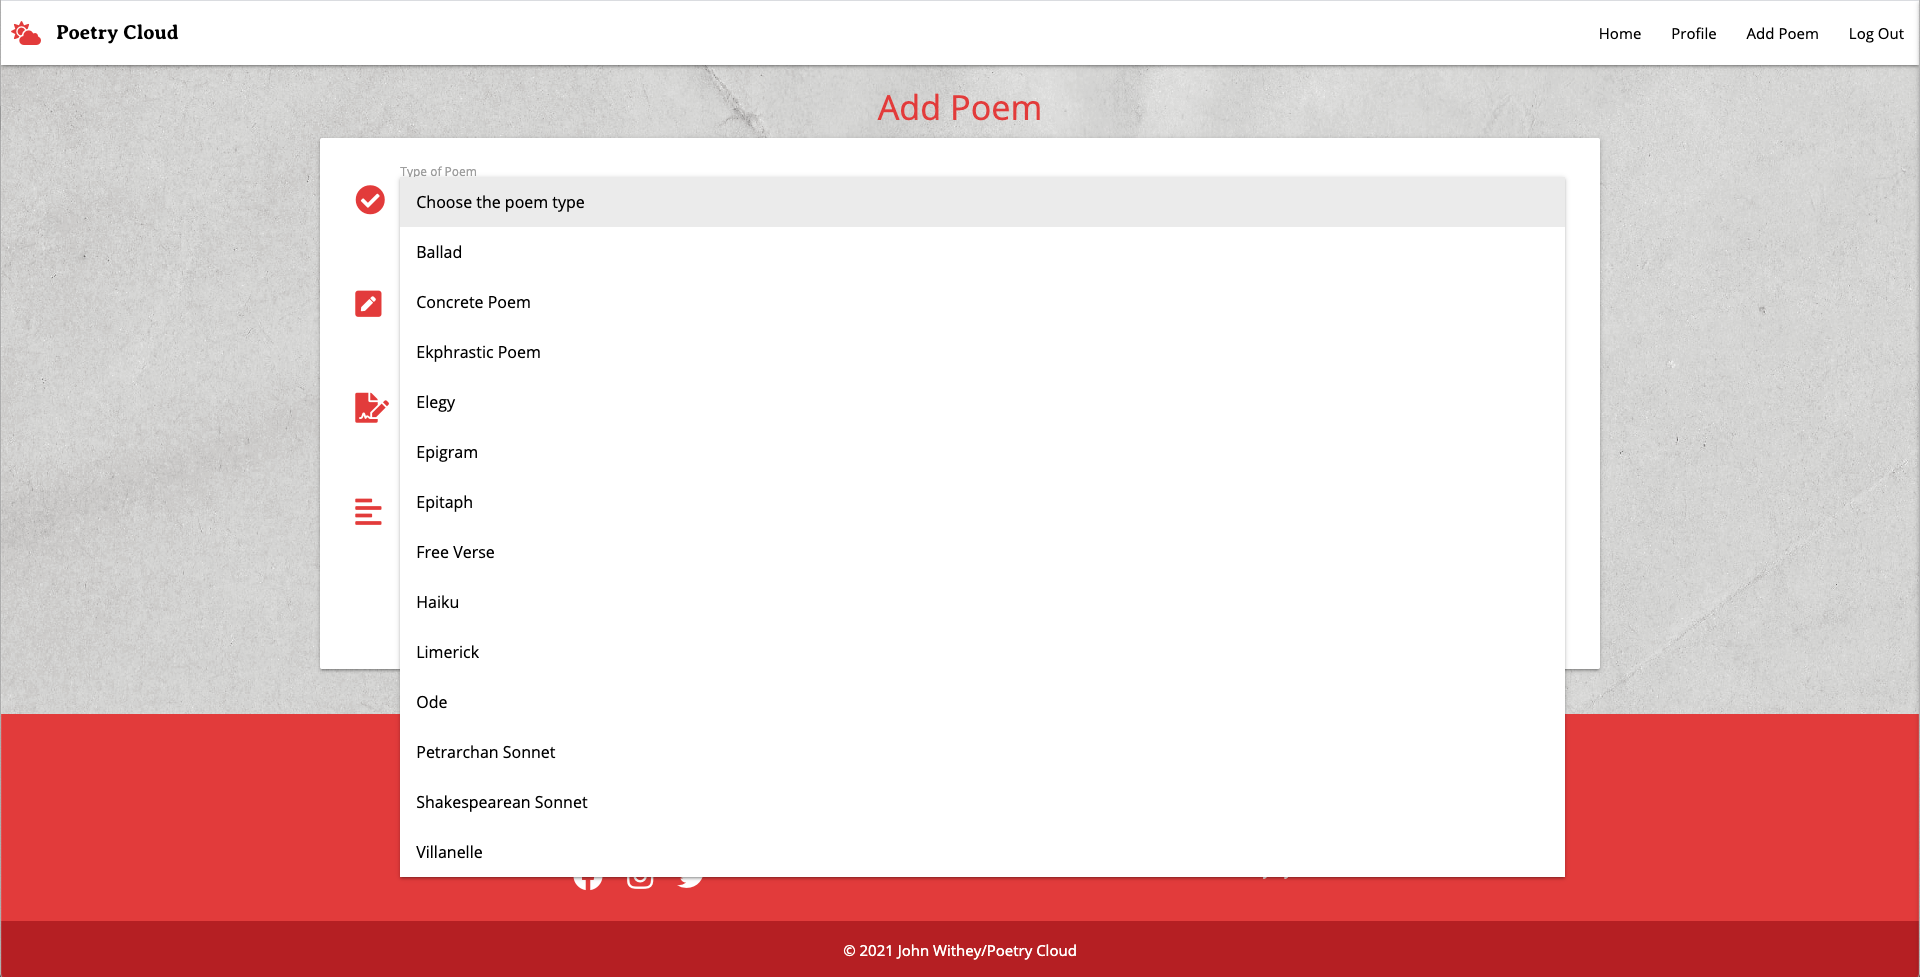 Poetry Cloud
Home Profile Add Poem Log Out
Add Poem
Type of Poem
Choose the poem type
Ballad
Concrete Poem
Ekphrastic Poem
Elegy
Epigram
Epitaph
Free Verse
Haiku
Limerick
Ode
Petrarchan Sonnet
Shakespearean Sonnet
Villanelle
© 2021 John Withey/Poetry Cloud